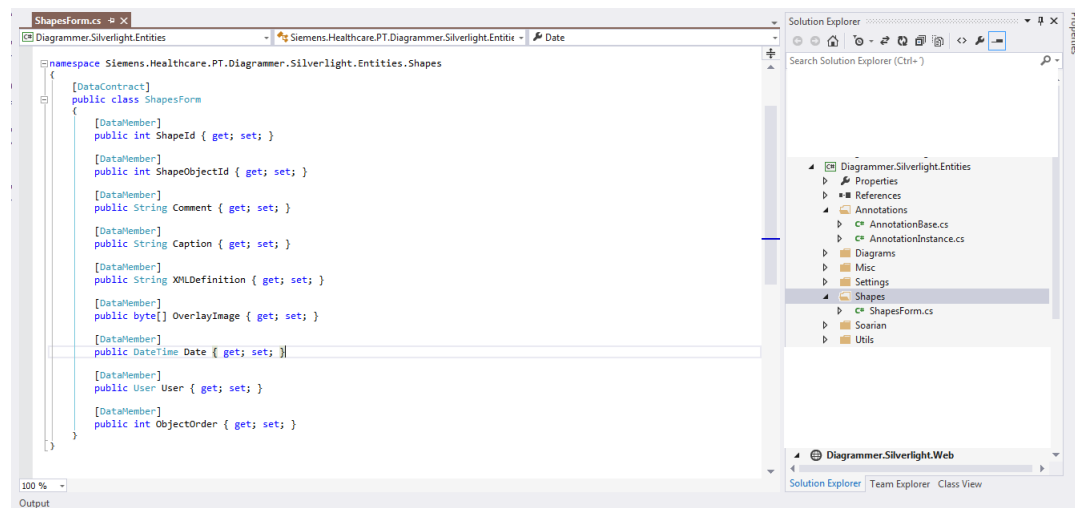 ShapesForm.cs
Diagrammer.Silverlight.Entities
Siemens.Healthcare.PT.Diagrammer.Silverlight.Entitie
Date
namespace Siemens.Healthcare.PT.Diagrammer.Silverlight.Entities.Shapes
{
[DataContract]
public class ShapesForm
{
[DataMember]
public int ShapeId { get; set; }
[DataMember]
public int ShapeObjectId { get; set; }
[DataMember]
public String Comment { get; set; }
[DataMember]
public String Caption { get; set; }
[DataMember]
public String XMLDefinition { get; set; }
[DataMember]
public byte[] OverlayImage { get; set; }
[DataMember]
public DateTime Date { get; set; }
[DataMember]
public User User { get; set; }
[DataMember]
public int ObjectOrder { get; set; }
}
}
100 %
Output
Solution Explorer
Search Solution Explorer (Ctrl+¨)
C# Diagrammer.Silverlight.Entities
Properties
References
Annotations
C# AnnotationBase.cs
C# AnnotationInstance.cs
Diagrams
Misc
Settings
Shapes
C# ShapesForm.cs
Soarian
Utils
Diagrammer.Silverlight.Web
Solution Explorer Team Explorer Class View
Properties